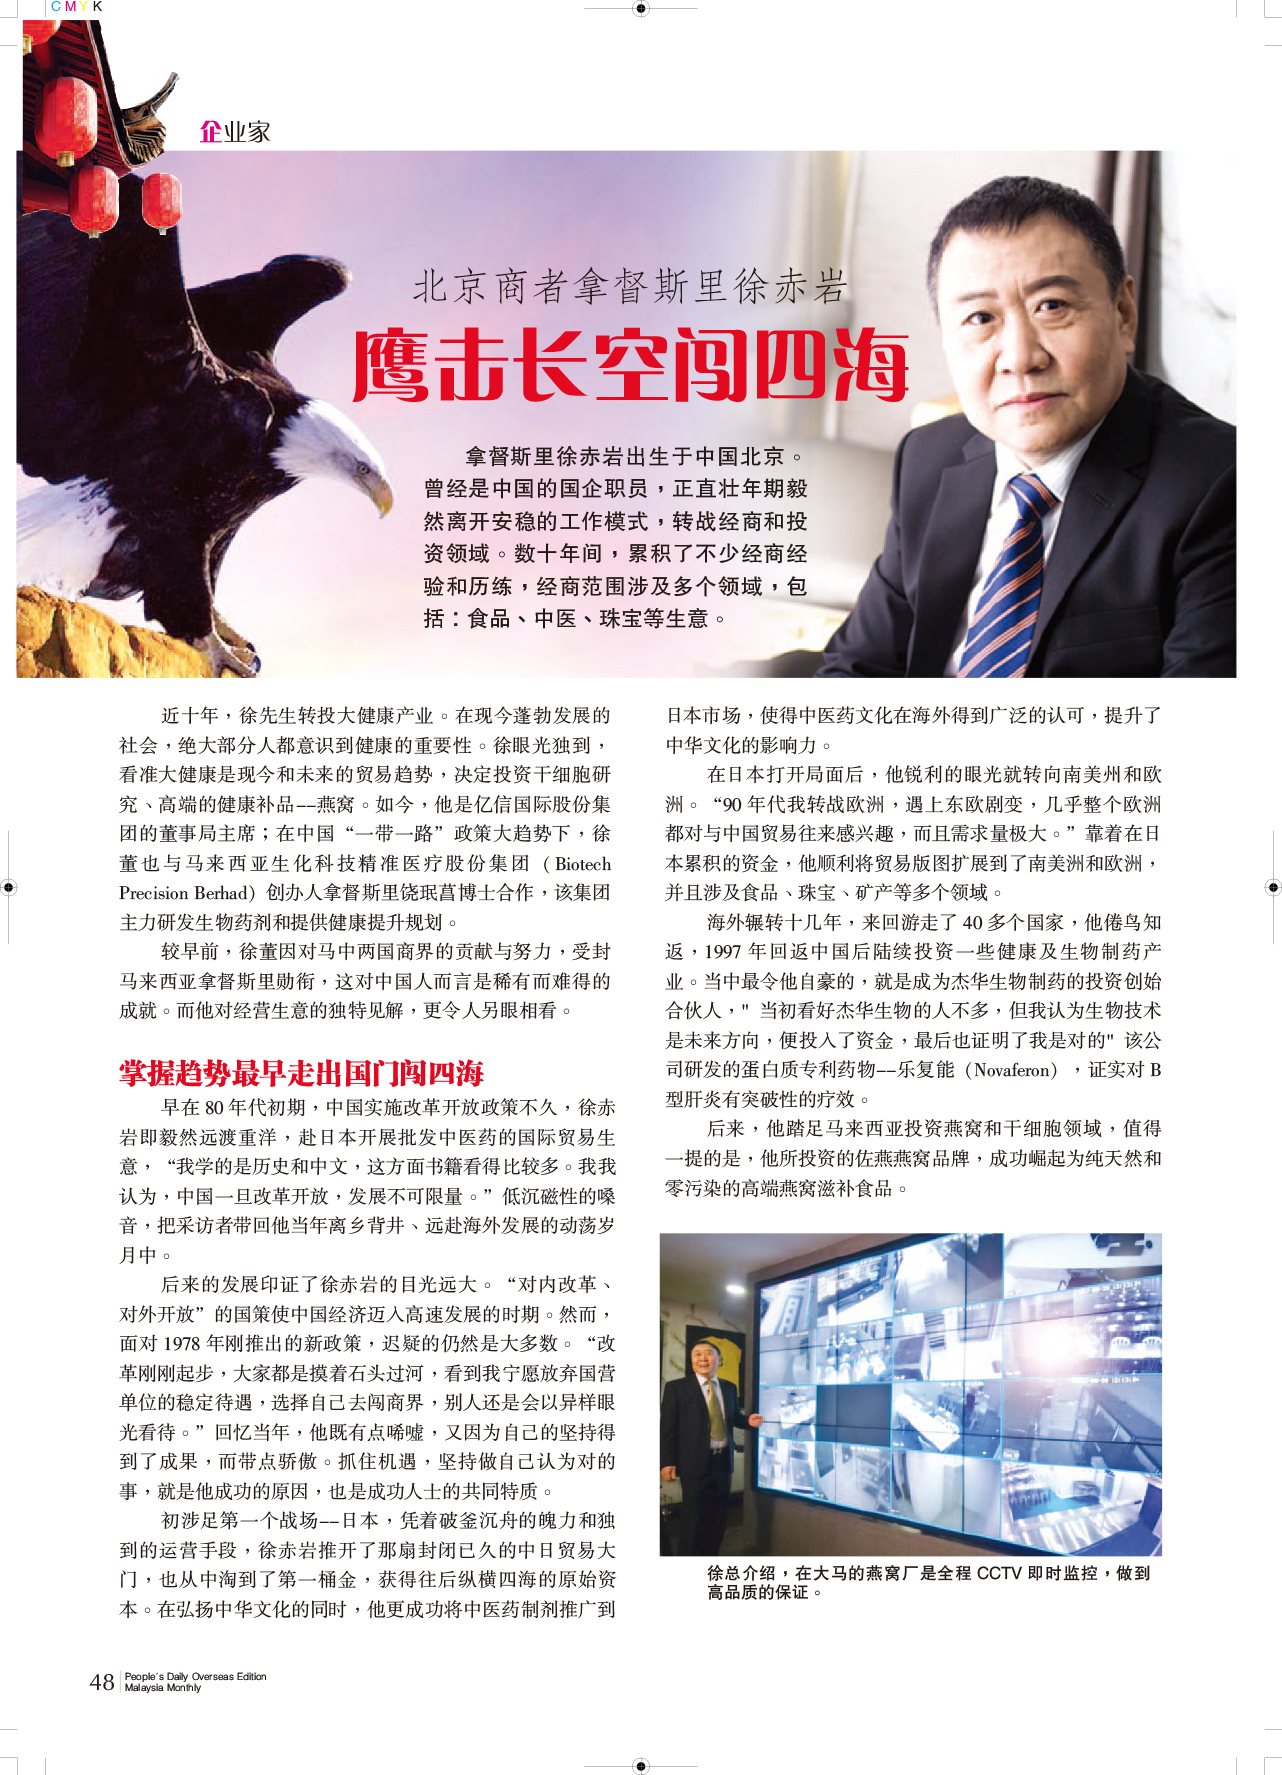 CMYK
企业家
北京商者拿督斯里徐赤岩
鹰击长空闯四海
拿督斯里徐赤岩出生于中国北京。
曾经是中国的国企职员，正直壮年期毅
然离开安稳的工作模式，转战经商和投
资领域。数十年间，累积了不少经商经
验和历练，经商范围涉及多个领域，包
括：食品、中医、珠宝等生意。
近十年，徐先生转投大健康产业。在现今蓬勃发展的
社会，绝大部分人都意识到健康的重要性。徐眼光独到，
看准大健康是现今和未来的贸易趋势，决定投资干细胞研
究、高端的健康补品--燕窝。如今，他是亿信国际股份集
团的董事局主席；在中国“一带一路”政策大趋势下，徐
董也与马来西亚生化科技精准医疗股份集团（Biotech
Precision Berhad）创办人拿督斯里饶珉菖博士合作，该集团
主力研发生物药剂和提供健康提升规划。
较早前，徐董因对马中两国商界的贡献与努力，受封
马来西亚拿督斯里勋衔，这对中国人而言是稀有而难得的
成就。而他对经营生意的独特见解，更令人另眼相看。
掌握趋势最早走出国门闯四海
早在 80 年代初期，中国实施改革开放政策不久，徐赤
岩即毅然远渡重洋，赴日本开展批发中医药的国际贸易生
意，“我学的是历史和中文，这方面书籍看得比较多。我我
认为，中国一旦改革开放，发展不可限量。”低沉磁性的嗓
音，把采访者带回他当年离乡背井、远赴海外发展的动荡岁
月中。
后来的发展印证了徐赤岩的目光远大。“对内改革、
对外开放”的国策使中国经济迈入高速发展的时期。然而，
面对 1978 年刚推出的新政策，迟疑的仍然是大多数。“改
革刚刚起步，大家都是摸着石头过河，看到我宁愿放弃国营
单位的稳定待遇，选择自己去闯商界，别人还是会以异样眼
光看待。”回忆当年，他既有点唏嘘，又因为自己的坚持得
到了成果，而带点骄傲。抓住机遇，坚持做自己认为对的
事，就是他成功的原因，也是成功人士的共同特质。
初涉足第一个战场--日本，凭着破釜沉舟的魄力和独
到的运营手段，徐赤岩推开了那扇封闭已久的中日贸易大
门，也从中淘到了第一桶金，获得往后纵横四海的原始资
本。在弘扬中华文化的同时，他更成功将中医药制剂推广到
日本市场，使得中医药文化在海外得到广泛的认可，提升了
中华文化的影响力。
在日本打开局面后，他锐利的眼光就转向南美州和欧
洲。“90 年代我转战欧洲，遇上东欧剧变，几乎整个欧洲
都对与中国贸易往来感兴趣，而且需求量极大。”靠着在日
本累积的资金，他顺利将贸易版图扩展到了南美洲和欧洲，
并且涉及食品、珠宝、矿产等多个领域。
海外辗转十几年，来回游走了 40 多个国家，他倦鸟知
返，1997 年回返中国后陆续投资一些健康及生物制药产
业。当中最令他自豪的，就是成为杰华生物制药的投资创始
合伙人，" 当初看好杰华生物的人不多，但我认为生物技术
是未来方向，便投入了资金，最后也证明了我是对的" 该公
司研发的蛋白质专利药物--乐复能（Novaferon），证实对 B
型肝炎有突破性的疗效。
后来，他踏足马来西亚投资燕窝和干细胞领域，值得
一提的是，他所投资的佐燕燕窝品牌，成功崛起为纯天然和
零污染的高端燕窝滋补食品。
徐总介绍，在大马的燕窝厂是全程 CCTV 即时监控，做到
高品质的保证。
48
People´s Daily Overseas Edition
Malaysia Monthly